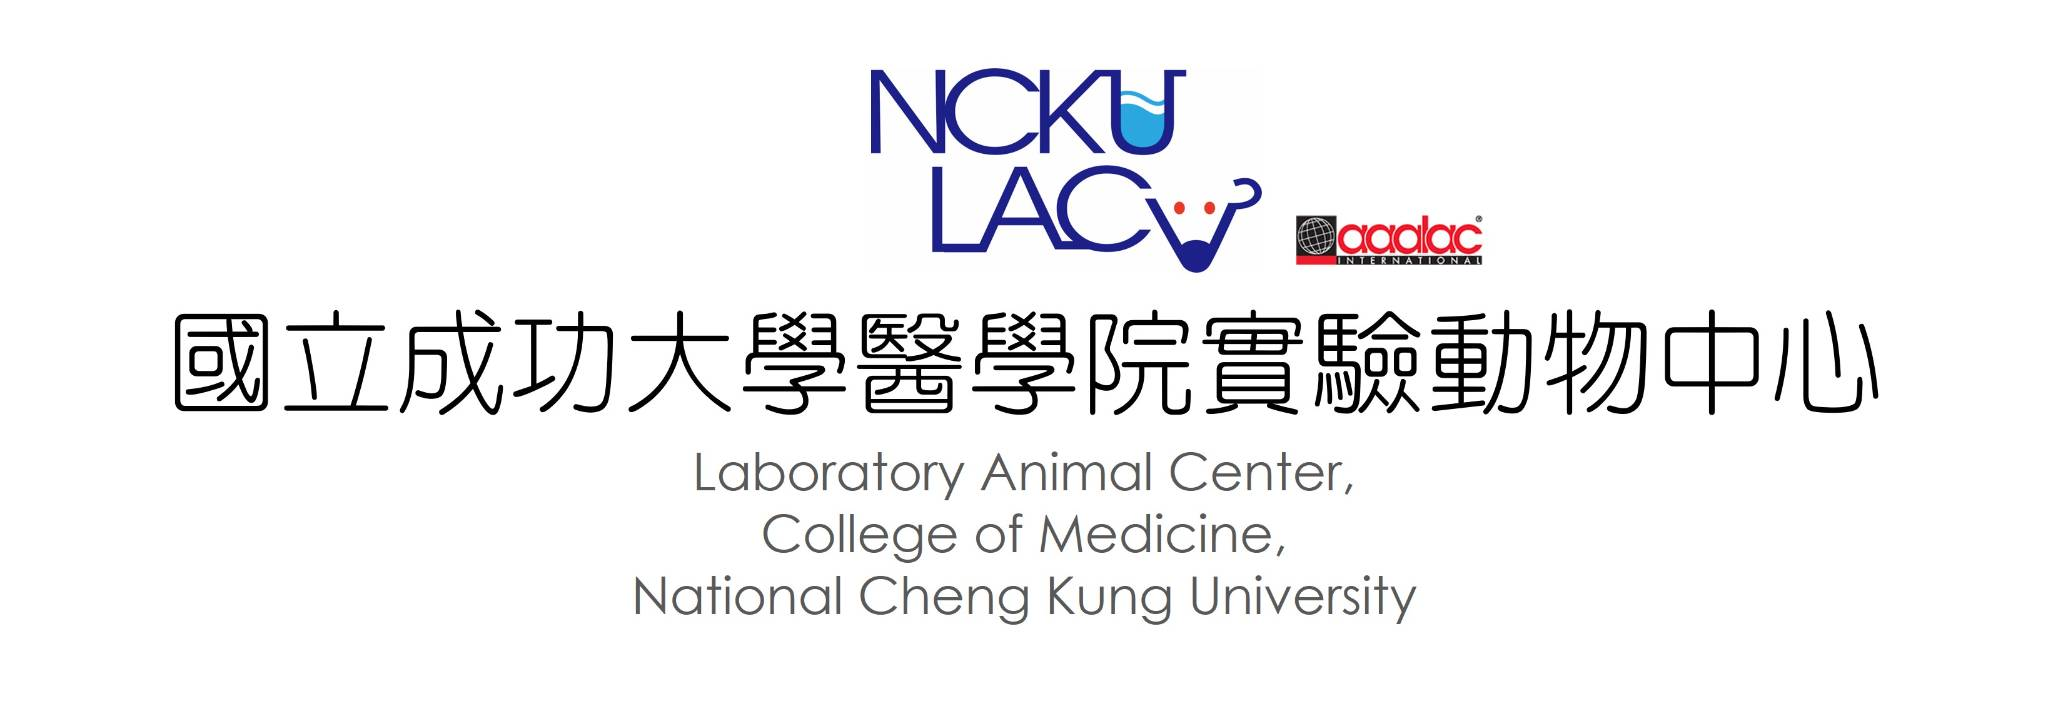 NCKU
LAC
aaalac®
INTERNATIONAL
國立成功大學醫學院實驗動物中心
Laboratory Animal Center,
College of Medicine,
National Cheng Kung University